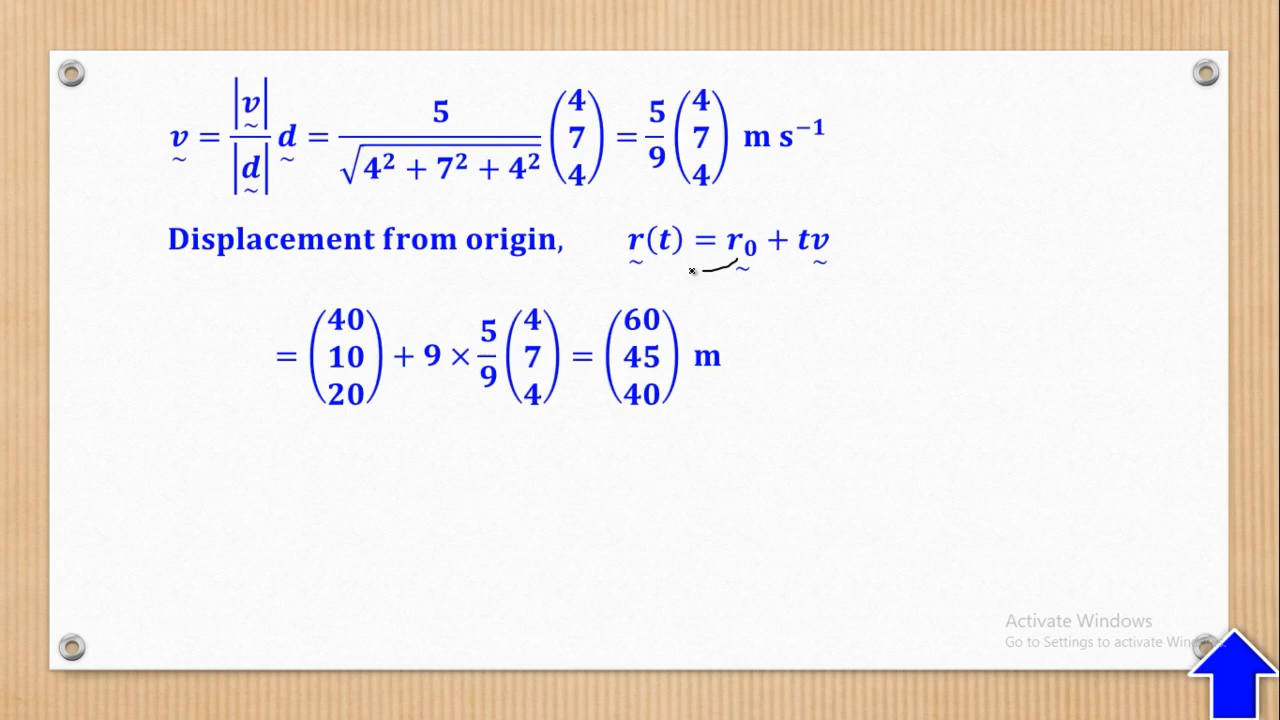 v = |v| / |d| d = 5 / √(4² + 7² + 4²) (4 7 4) = 5/9 (4 7 4) m s⁻¹
Displacement from origin, r(t) = r₀ + tv
= (40 10 20) + 9 × 5/9 (4 7 4) = (60 45 40) m
Activate Windows
Go to Settings to activate Windows.